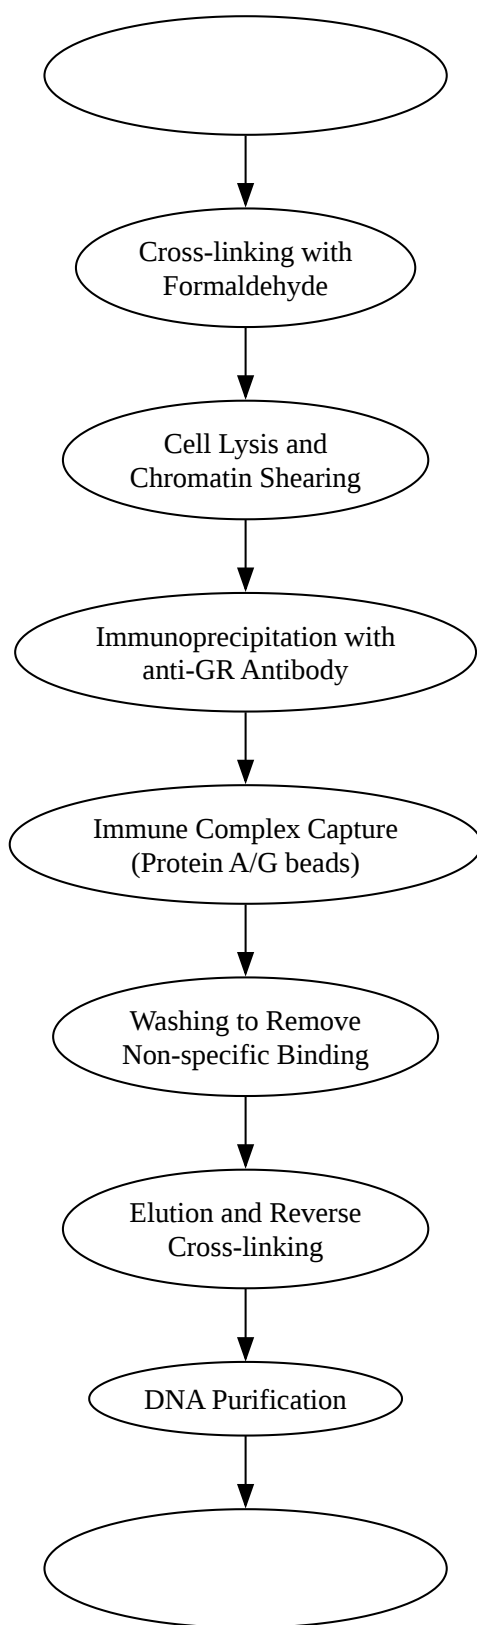 Cross-linking with
Formaldehyde
Cell Lysis and
Chromatin Shearing
Immunoprecipitation with
anti-GR Antibody
Immune Complex Capture
(Protein A/G beads)
Washing to Remove
Non-specific Binding
Elution and Reverse
Cross-linking
DNA Purification